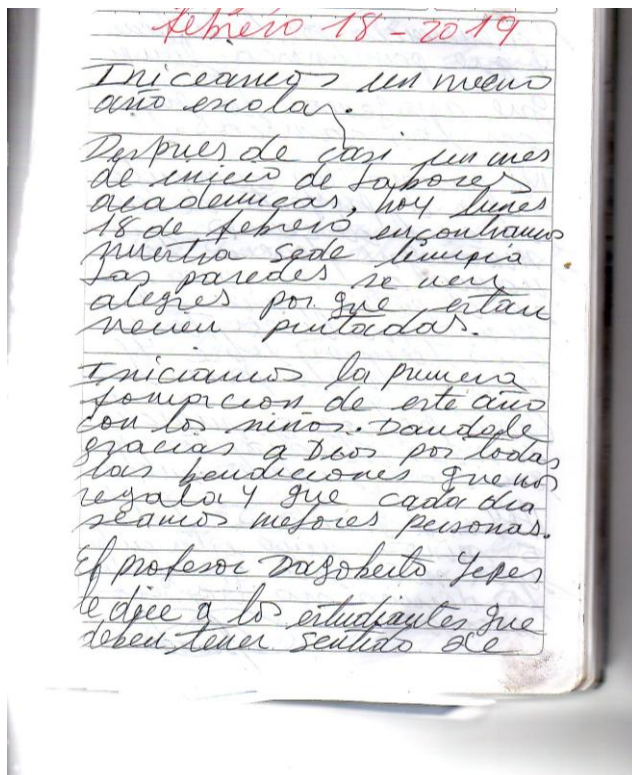 febrero 18-2019
Iniciamos un nuevo
año escolar.
Despues de casi un mes
de inicio de labores
academicas, hoy lunes
18 de febrero encontramos
nuestra sede limpia
las paredes se ven
alegres por que estan
recien pintadas.
Iniciamos la primera
formacion de este año
con los niños. Dandole
gracias a Dios por todas
las bendiciones que nos
regala y que cada dia
seamos mejores personas.
El profesor Dagoberto Yepes
le dice a los estudiantes que
deben tener sentido de